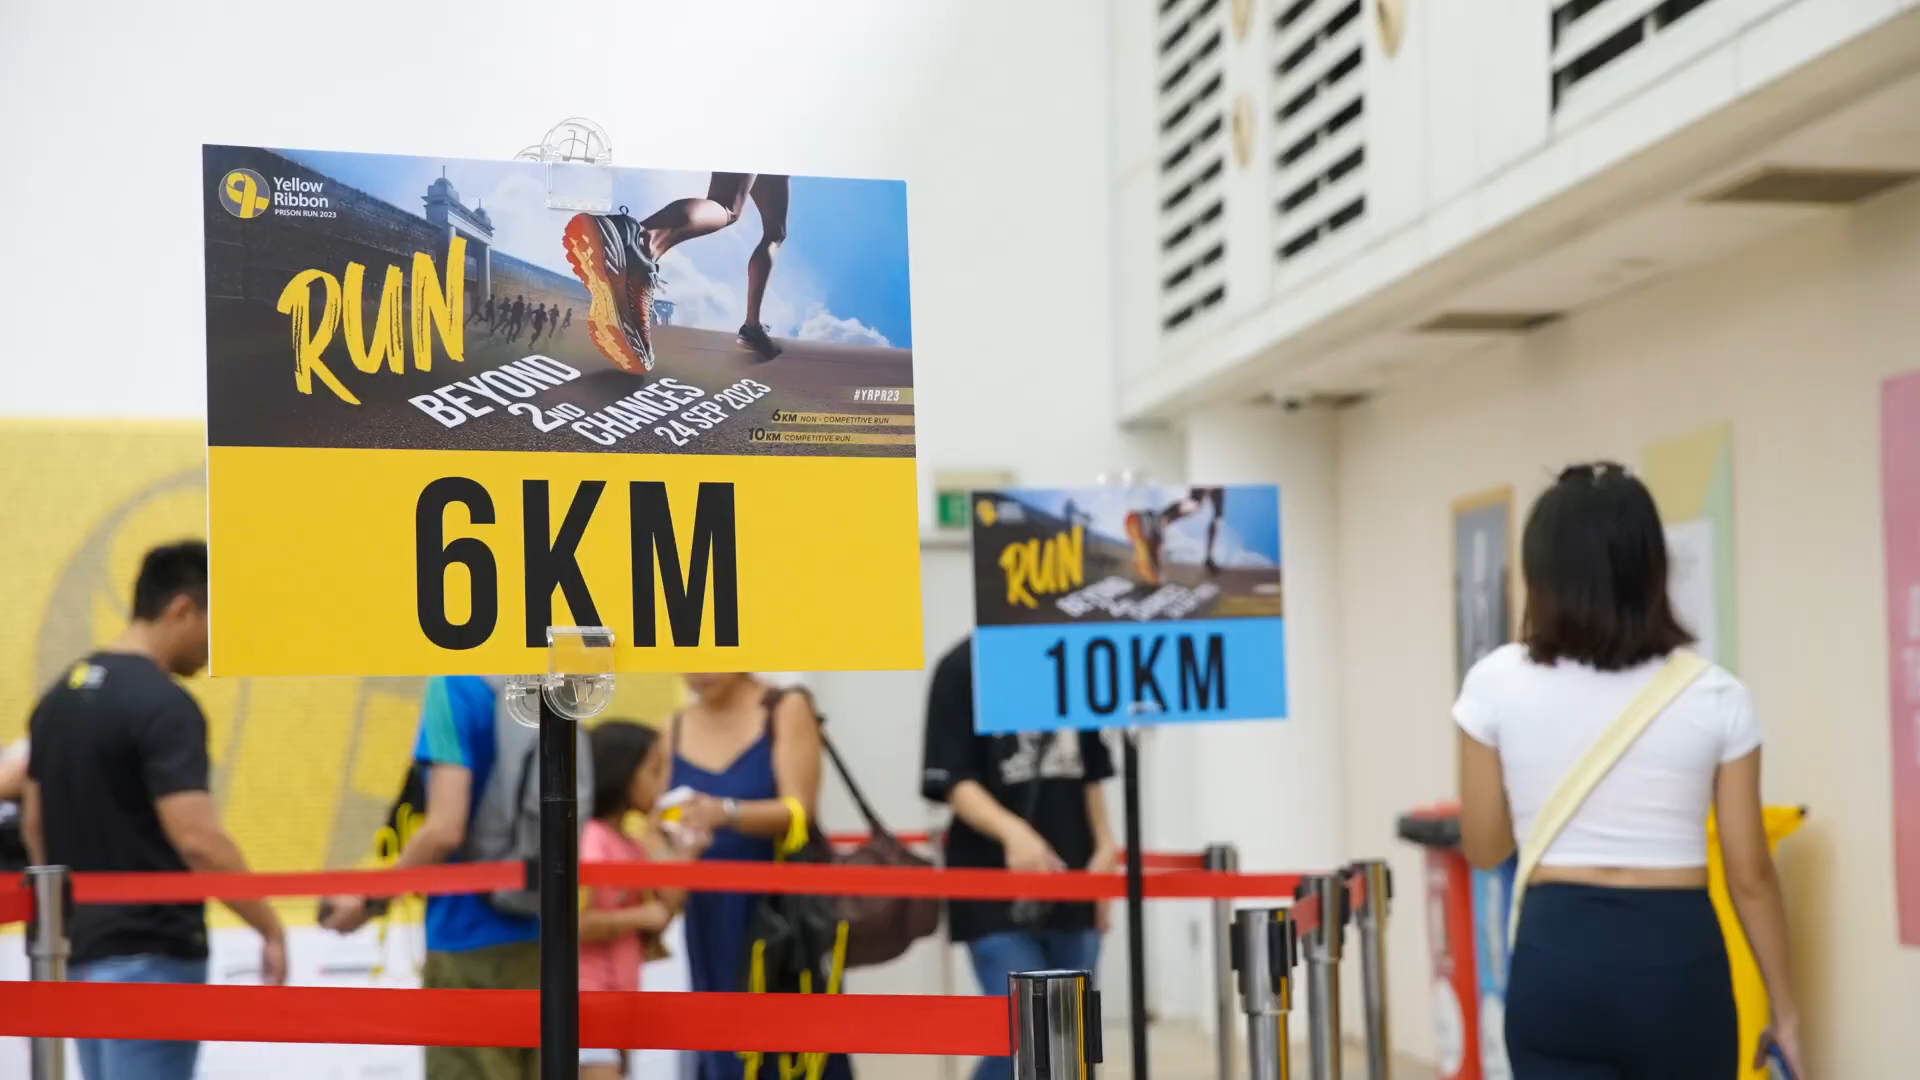 Yellow
Ribbon
PRISON RUN 2023
RUN
BEYOND
2ND
CHANCES
24 SEP 2023
#YRPR23
6KM NON - COMPETITIVE RUN
10KM COMPETITIVE RUN
6KM
RUN
BEYOND
10KM